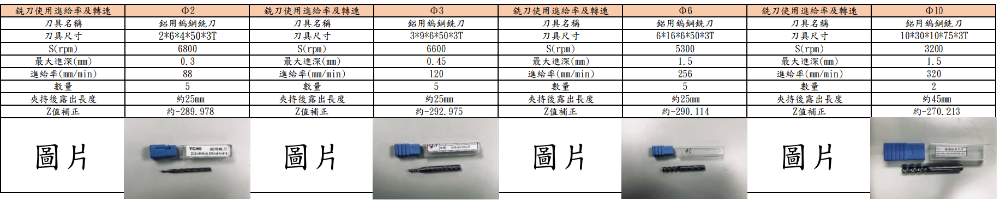 銑刀使用進給率及轉速 Φ2 銑刀使用進給率及轉速 Φ3 銑刀使用進給率及轉速 Φ6 銑刀使用進給率及轉速 Φ10
刀具名稱 鋁用鎢鋼銑刀 刀具名稱 鋁用鎢鋼銑刀 刀具名稱 鋁用鎢鋼銑刀 刀具名稱 鋁用鎢鋼銑刀
刀具尺寸 2*6*4*50*3T 刀具尺寸 3*9*6*50*3T 刀具尺寸 6*16*6*50*3T 刀具尺寸 10*30*10*75*3T
S(rpm) 6800 S(rpm) 6600 S(rpm) 5300 S(rpm) 3200
最大進深(mm) 0.3 最大進深(mm) 0.45 最大進深(mm) 1.5 最大進深(mm) 1.5
進給率(mm/min) 88 進給率(mm/min) 120 進給率(mm/min) 256 進給率(mm/min) 320
數量 5 數量 5 數量 5 數量 2
夾持後露出長度 約25mm 夾持後露出長度 約25mm 夾持後露出長度 約25mm 夾持後露出長度 約45mm
Z值補正 約-289.978 Z值補正 約-292.975 Z值補正 約-290.114 Z值補正 約-270.213
圖片 圖片 圖片 圖片
YGHi 鋁用銑刀
D2×H6×L50×d4×F3